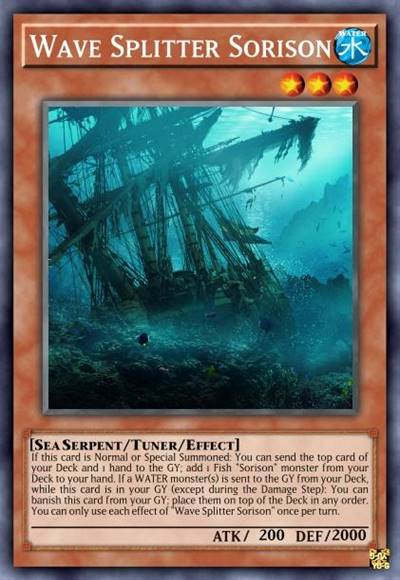 WAVE SPLITTER SORISON
WATER
水
[SEA SERPENT/TUNER/EFFECT]
If this card is Normal or Special Summoned: You can send the top card
of your Deck and 1 hand to the GY; add 1 Fish "Sorison" monster from
your Deck to your hand. If a WATER monster(s) is sent to the GY from your Deck,
while this card is in your GY (except during the Damage Step): You can
banish this card from your GY; place them on top of the Deck in any order.
You can only use each effect of "Wave Splitter Sorison" once per turn.
ATK/ 200 DEF/2000